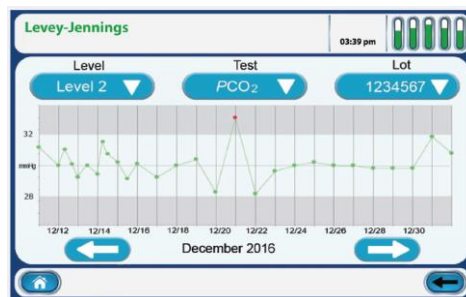 Levey-Jennings
03:39 pm
Level Test Lot
Level 2 PCO₂ 1234567
32
mmHg
28
12/12 12/14 12/16 12/18 12/20 12/22 12/24 12/26 12/28 12/30
December 2016